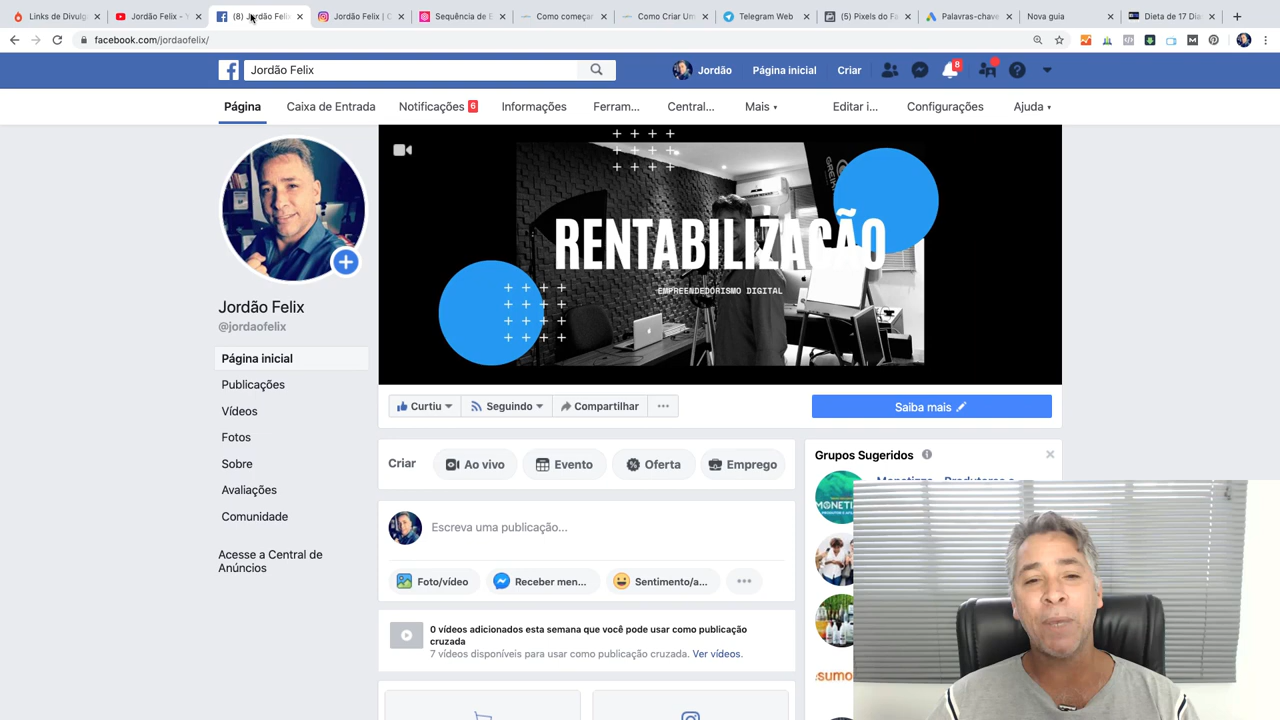 Links de Divulg
Jordão Felix - Y
(8) Jordão Felix
Jordão Felix | C
Sequência de E
Como começar
Como Criar Um
Telegram Web
(5) Pixels do Fa
Palavras-chave
Nova guia
Dieta de 17 Dia
facebook.com/jordaofelix/
Jordão Felix
Jordão
Página inicial
Criar
8
Página
Caixa de Entrada
Notificações 6
Informações
Ferram...
Central...
Mais
Editar i...
Configurações
Ajuda
RENTABILIZAÇÃO
EMPREENDEDORISMO DIGITAL
Jordão Felix
@jordaofelix
Página inicial
Publicações
Vídeos
Fotos
Sobre
Avaliações
Comunidade
Acesse a Central de
Anúncios
Curtiu
Seguindo
Compartilhar
Saiba mais
Criar
Ao vivo
Evento
Oferta
Emprego
Escreva uma publicação...
Foto/vídeo
Receber men...
Sentimento/a...
0 vídeos adicionados esta semana que você pode usar como publicação
cruzada
7 vídeos disponíveis para usar como publicação cruzada. Ver vídeos.
Grupos Sugeridos
MONETIZ